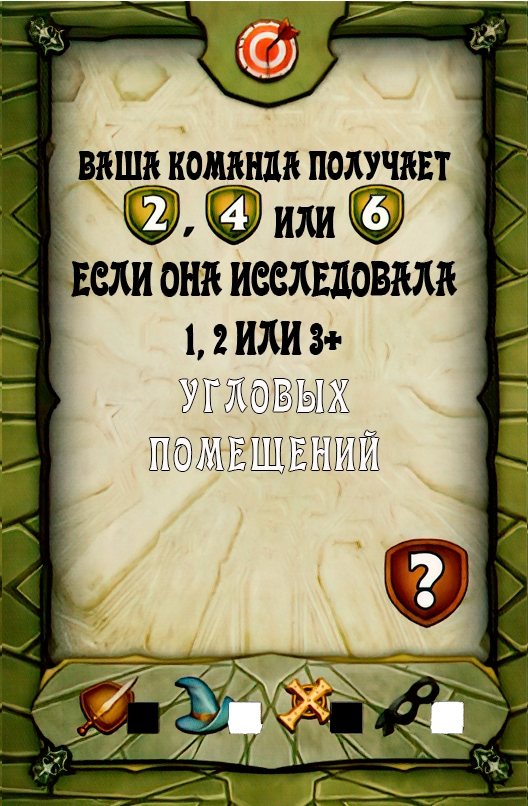 ВАША КОМАНДА ПОЛУЧАЕТ
2, 4 ИЛИ 6
ЕСЛИ ОНА ИССЛЕДОВАЛА
1, 2 ИЛИ 3+
УГЛОВЫХ
ПОМЕЩЕНИЙ
?